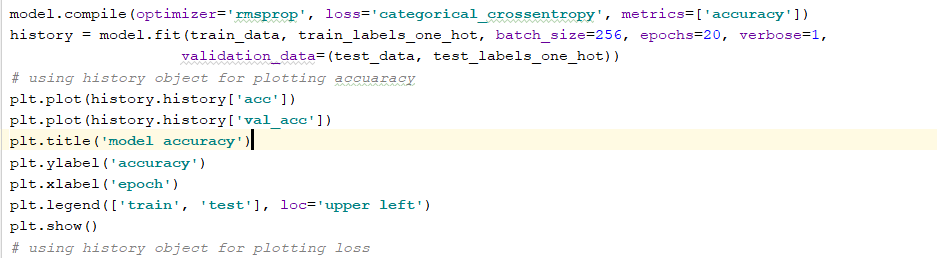 model.compile(optimizer='rmsprop', loss='categorical_crossentropy', metrics=['accuracy'])
history = model.fit(train_data, train_labels_one_hot, batch_size=256, epochs=20, verbose=1,
                    validation_data=(test_data, test_labels_one_hot))
# using history object for plotting accuaracy
plt.plot(history.history['acc'])
plt.plot(history.history['val_acc'])
plt.title('model accuracy')
plt.ylabel('accuracy')
plt.xlabel('epoch')
plt.legend(['train', 'test'], loc='upper left')
plt.show()
# using history object for plotting loss